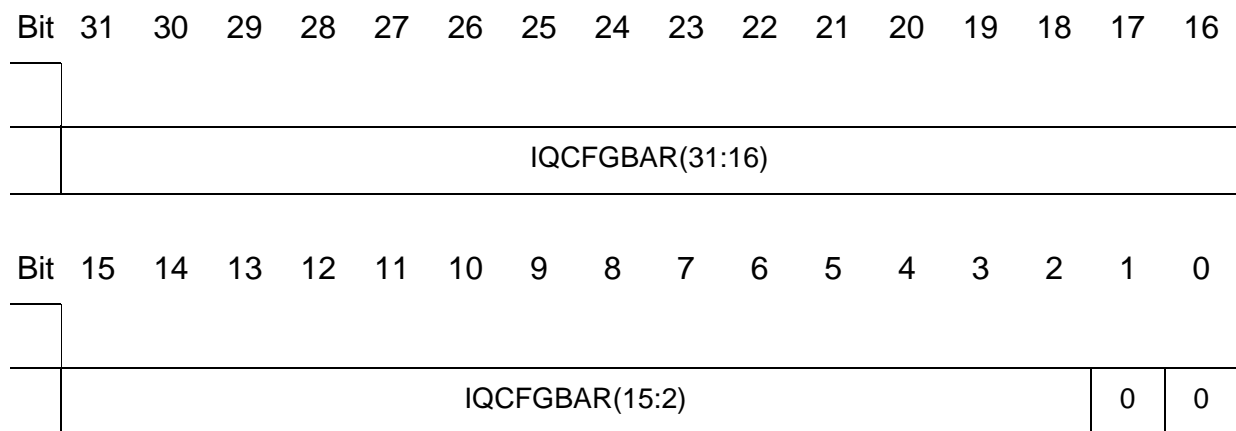 Bit 31 30 29 28 27 26 25 24 23 22 21 20 19 18 17 16
IQCFGBAR(31:16)
Bit 15 14 13 12 11 10 9 8 7 6 5 4 3 2 1 0
IQCFGBAR(15:2) 0 0